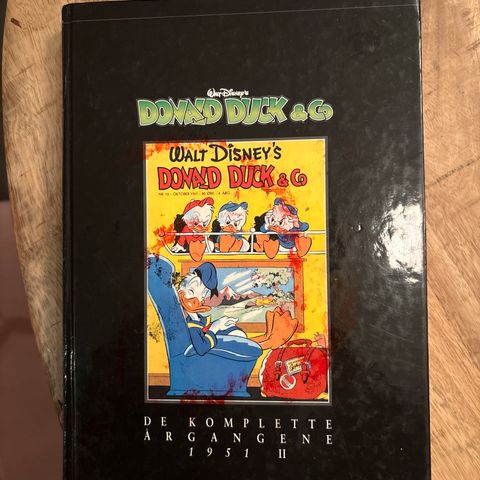 Walt Disney's
DONALD DUCK & Co
WALT DISNEY'S
DONALD DUCK & Co
DE KOMPLETTE
ÅRGANGENE
1951 II